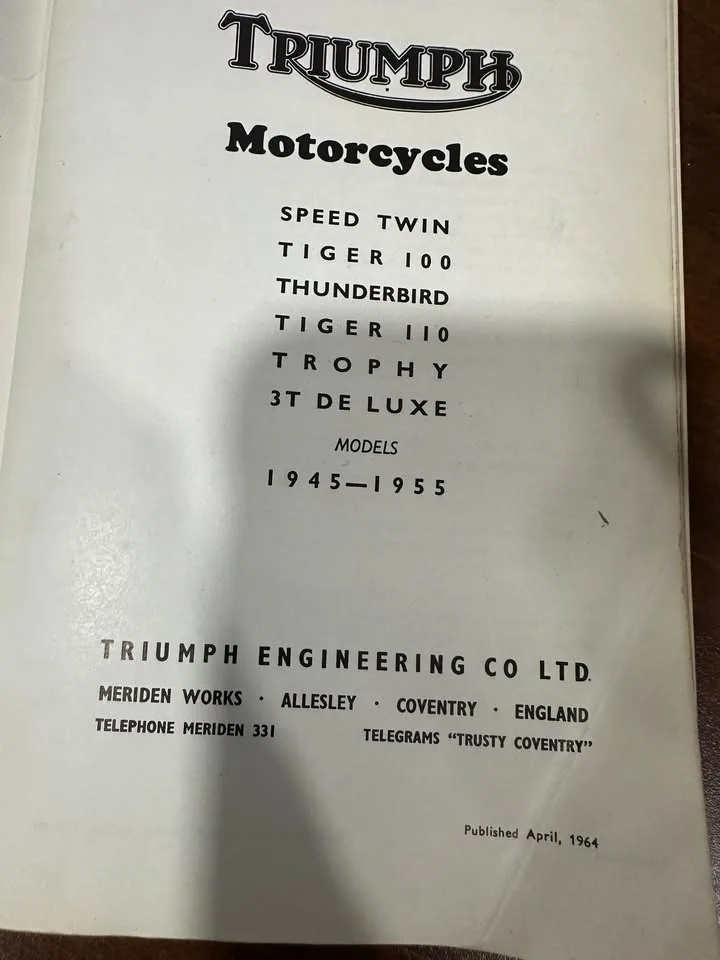 TRIUMPH
Motorcycles
SPEED TWIN
TIGER 100
THUNDERBIRD
TIGER 110
TROPHY
3T DE LUXE
MODELS
1945—1955
TRIUMPH ENGINEERING CO LTD.
MERIDEN WORKS · ALLESLEY · COVENTRY · ENGLAND
TELEPHONE MERIDEN 331 TELEGRAMS “TRUSTY COVENTRY”
Published April, 1964